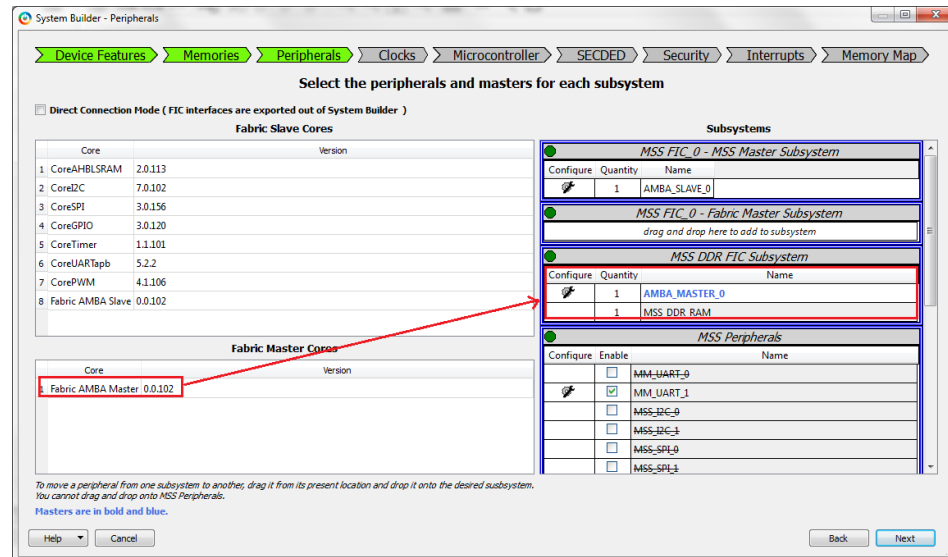 System Builder - Peripherals
Device Features
Memories
Peripherals
Clocks
Microcontroller
SECDED
Security
Interrupts
Memory Map
Select the peripherals and masters for each subsystem
Direct Connection Mode ( FIC interfaces are exported out of System Builder )
Fabric Slave Cores
Core Version
1 CoreAHBLSRAM 2.0.113
2 CoreI2C 7.0.102
3 CoreSPI 3.0.156
4 CoreGPIO 3.0.120
5 CoreTimer 1.1.101
6 CoreUARTapb 5.2.2
7 CorePWM 4.1.106
8 Fabric AMBA Slave 0.0.102
Fabric Master Cores
Core Version
1 Fabric AMBA Master 0.0.102
Subsystems
MSS FIC_0 - MSS Master Subsystem
Configure Quantity Name
1 AMBA_SLAVE_0
MSS FIC_0 - Fabric Master Subsystem
drag and drop here to add to subsystem
MSS DDR FIC Subsystem
Configure Quantity Name
1 AMBA_MASTER_0
1 MSS DDR RAM
MSS Peripherals
Configure Enable Name
MM_UART_0
MM_UART_1
MSS_I2C_0
MSS_I2C_1
MSS_SPI_0
MSS_SPI_1
To move a peripheral from one subsystem to another, drag it from its present location and drop it onto the desired susbsystem.
You cannot drag and drop onto MSS Peripherals.
Masters are in bold and blue.
Help
Cancel
Back
Next